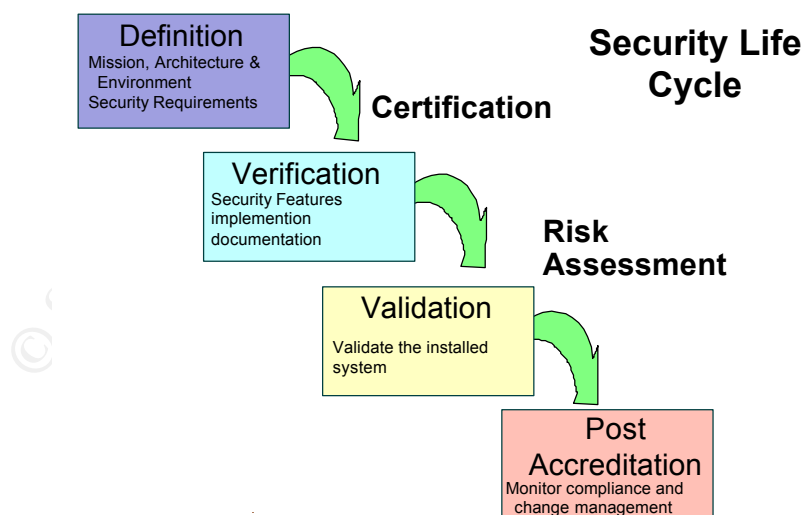 Security Life
Cycle
Definition
Mission, Architecture &
Environment
Security Requirements
Certification
Verification
Security Features
implemention
documentation
Risk
Assessment
Validation
Validate the installed
system
©
Post
Accreditation
Monitor compliance and
change management